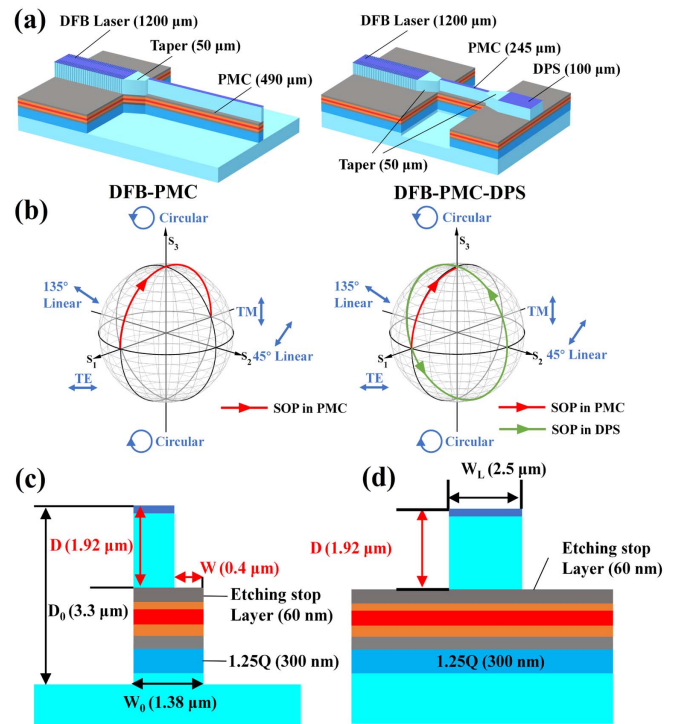 (a)
DFB Laser (1200 µm)
Taper (50 µm)
PMC (490 µm)
DFB Laser (1200 µm)
PMC (245 µm)
DPS (100 µm)
Taper (50 µm)
DFB-PMC
DFB-PMC-DPS
(b)
Circular
S3
135°
Linear
TM
S1
S2
45° Linear
TE
SOP in PMC
Circular
Circular
S3
135°
Linear
TM
S1
S2
45° Linear
TE
SOP in PMC
SOP in DPS
Circular
(c)
D (1.92 µm)
W (0.4 µm)
D0 (3.3 µm)
Etching stop
Layer (60 nm)
1.25Q (300 nm)
W0 (1.38 µm)
(d)
WL (2.5 µm)
D (1.92 µm)
Etching stop
Layer (60 nm)
1.25Q (300 nm)